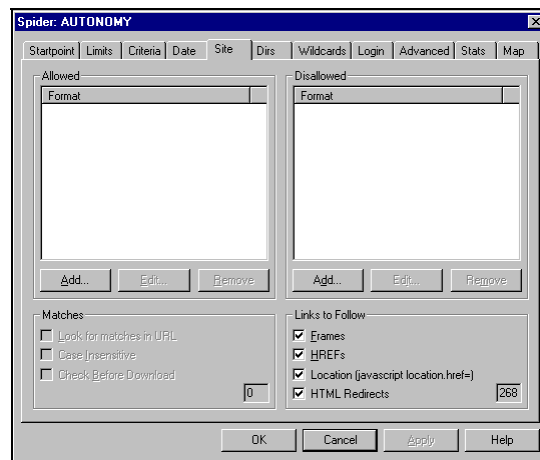 Spider: AUTONOMY
Startpoint Limits Criteria Date Site Dirs Wildcards Login Advanced Stats Map
Allowed
Format
Add... Edit... Remove
Disallowed
Format
Add... Edit... Remove
Matches
Look for matches in URL
Case Insensitive
Check Before Download
0
Links to Follow
Frames
HREFs
Location (javascript location.href=)
HTML Redirects 268
OK Cancel Apply Help